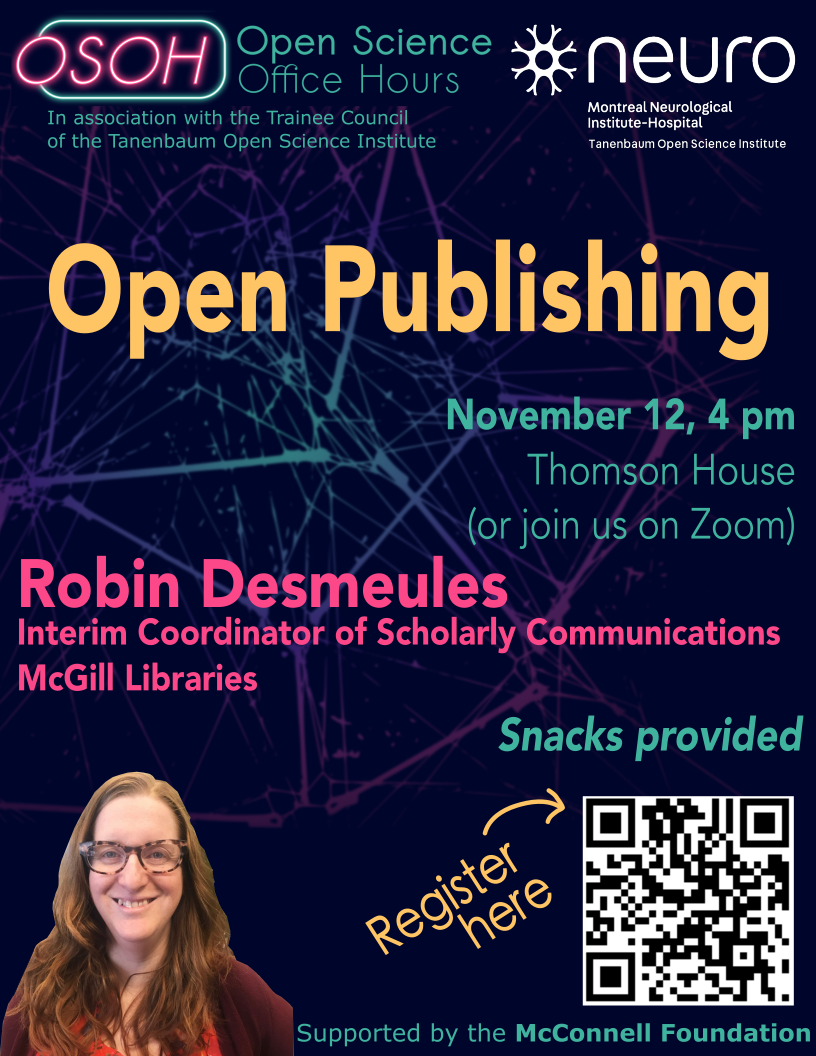 OSOH
Open Science
Office Hours
In association with the Trainee Council
of the Tanenbaum Open Science Institute
neuro
Montreal Neurological
Institute-Hospital
Tanenbaum Open Science Institute
Open Publishing
November 12, 4 pm
Thomson House
(or join us on Zoom)
Robin Desmeules
Interim Coordinator of Scholarly Communications
McGill Libraries
Snacks provided
Register
here
Supported by the McConnell Foundation